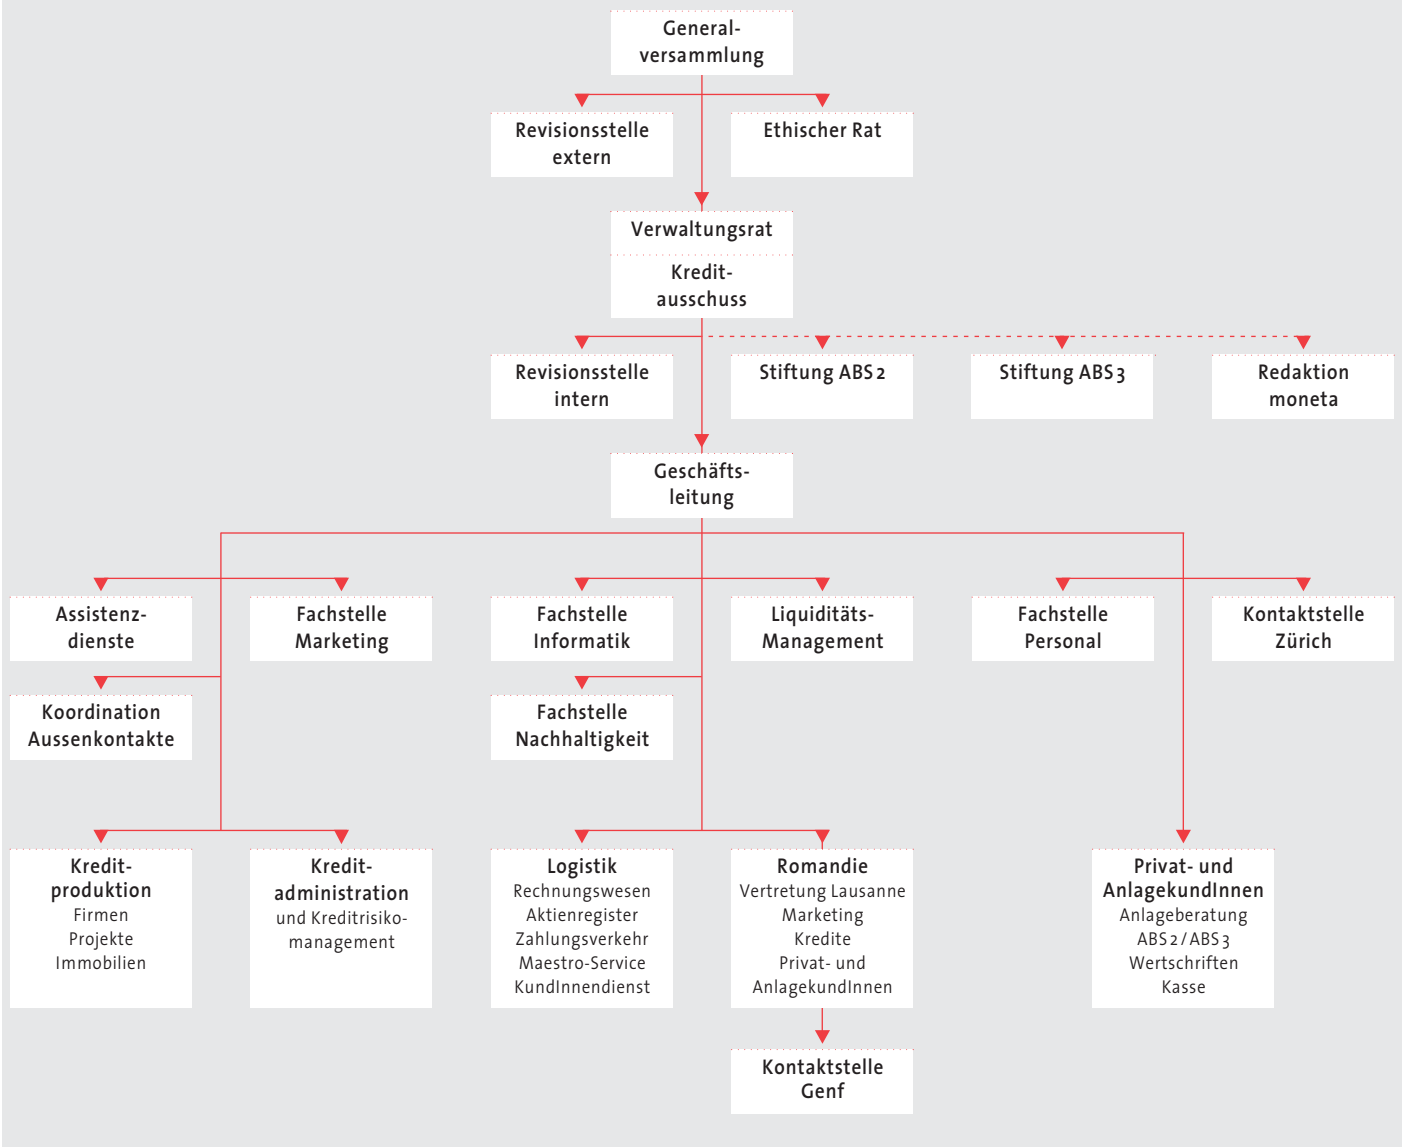 General-
versammlung
Revisionsstelle
extern
Ethischer Rat
Verwaltungsrat
Kredit-
ausschuss
Revisionsstelle
intern
Stiftung ABS 2
Stiftung ABS 3
Redaktion
moneta
Geschäfts-
leitung
Assistenz-
dienste
Fachstelle
Marketing
Fachstelle
Informatik
Liquiditäts-
Management
Fachstelle
Personal
Kontaktstelle
Zürich
Koordination
Aussenkontakte
Fachstelle
Nachhaltigkeit
Kredit-
produktion
Firmen
Projekte
Immobilien
Kredit-
administration
und Kreditrisiko-
management
Logistik
Rechnungswesen
Aktienregister
Zahlungsverkehr
Maestro-Service
KundInnendienst
Romandie
Vertretung Lausanne
Marketing
Kredite
Privat- und
AnlagekundInnen
Privat- und
AnlagekundInnen
Anlageberatung
ABS 2 / ABS 3
Wertschriften
Kasse
Kontaktstelle
Genf